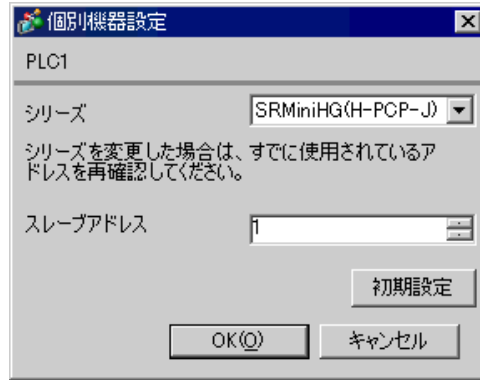 個別機器設定
PLC1
シリーズ
SRMiniHG(H-PCP-J)
シリーズを変更した場合は、すでに使用されているア
ドレスを再確認してください。
スレーブアドレス
1
初期設定
OK(O)
キャンセル